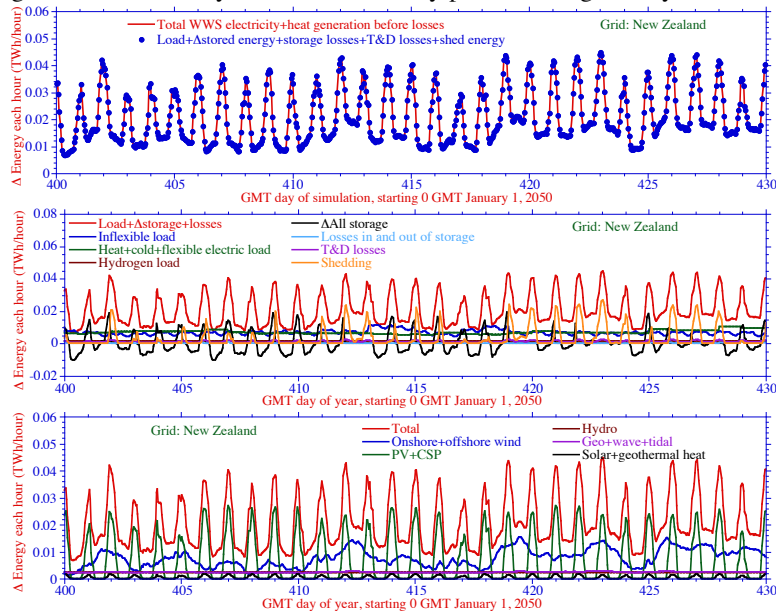 Total WWS electricity+heat generation before losses
Load+Δstored energy+storage losses+T&D losses+shed energy
Grid: New Zealand
Δ Energy each hour (TWh/hour)
0.06
0.05
0.04
0.03
0.02
0.01
0
400 405 410 415 420 425 430
GMT day of simulation, starting 0 GMT January 1, 2050
Load+Δstorage+losses
Inflexible load
Heat+cold+flexible electric load
Hydrogen load
ΔAll storage
Losses in and out of storage
T&D losses
Shedding
Grid: New Zealand
Δ Energy each hour (TWh/hour)
0.08
0.06
0.04
0.02
0
-0.02
400 405 410 415 420 425 430
GMT day of year, starting 0 GMT January 1, 2050
Grid: New Zealand
Total
Onshore+offshore wind
PV+CSP
Hydro
Geo+wave+tidal
Solar+geothermal heat
Δ Energy each hour (TWh/hour)
0.06
0.05
0.04
0.03
0.02
0.01
0
400 405 410 415 420 425 430
GMT day of year, starting 0 GMT January 1, 2050